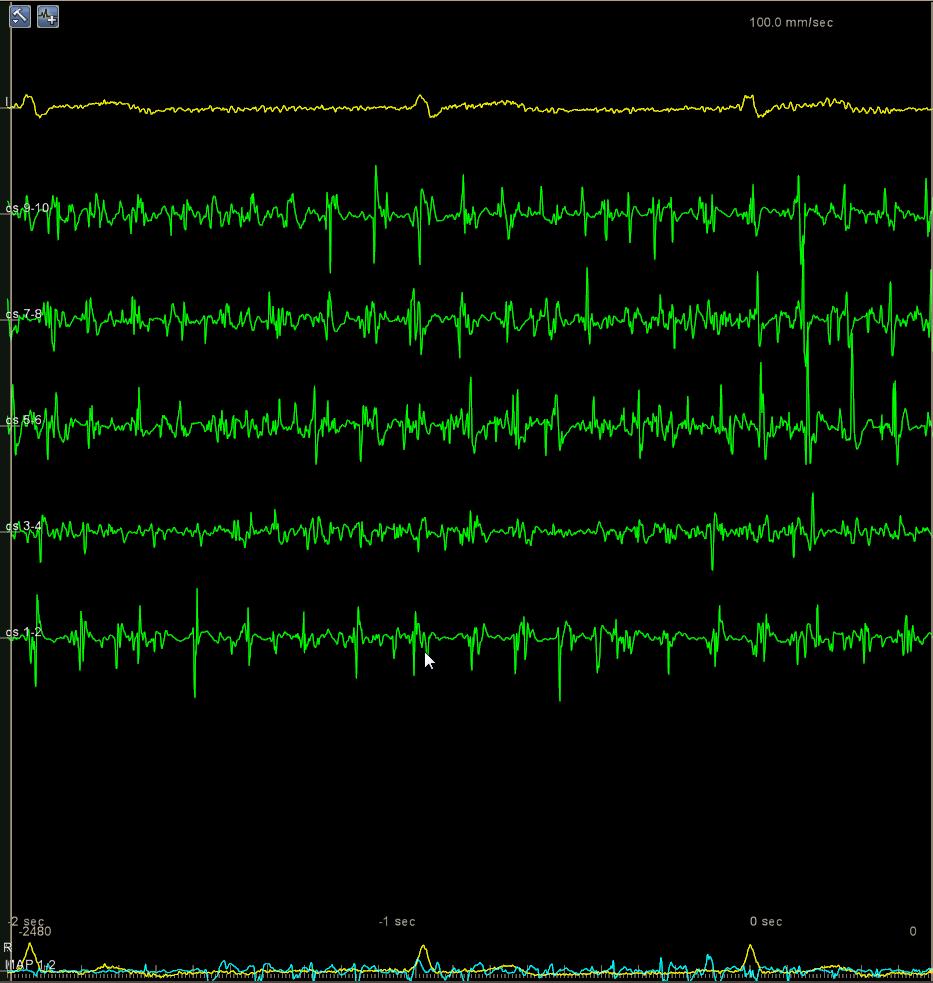 100.0 mm/sec
I
cs 9-10
cs 7-8
cs 5-6
cs 3-4
cs 1-2
-2 sec
-1 sec
0 sec
-2480
0
R
MAP 1-2